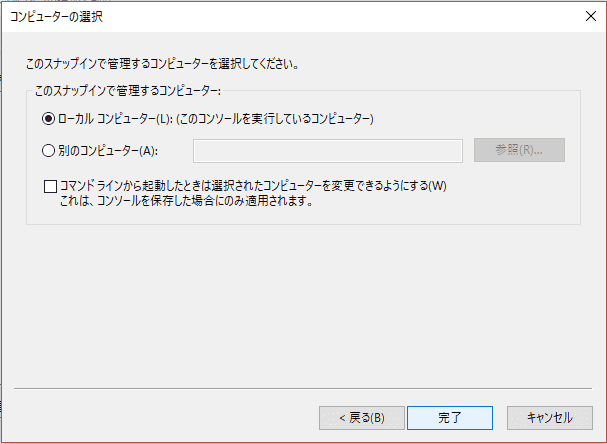 コンピューターの選択
このスナップインで管理するコンピューターを選択してください。
このスナップインで管理するコンピューター:
ローカル コンピューター(L): (このコンソールを実行しているコンピューター)
別のコンピューター(A):
参照(R)...
コマンド ラインから起動したときは選択されたコンピューターを変更できるようにする(W)
これは、コンソールを保存した場合にのみ適用されます。
< 戻る(B)
完了
キャンセル